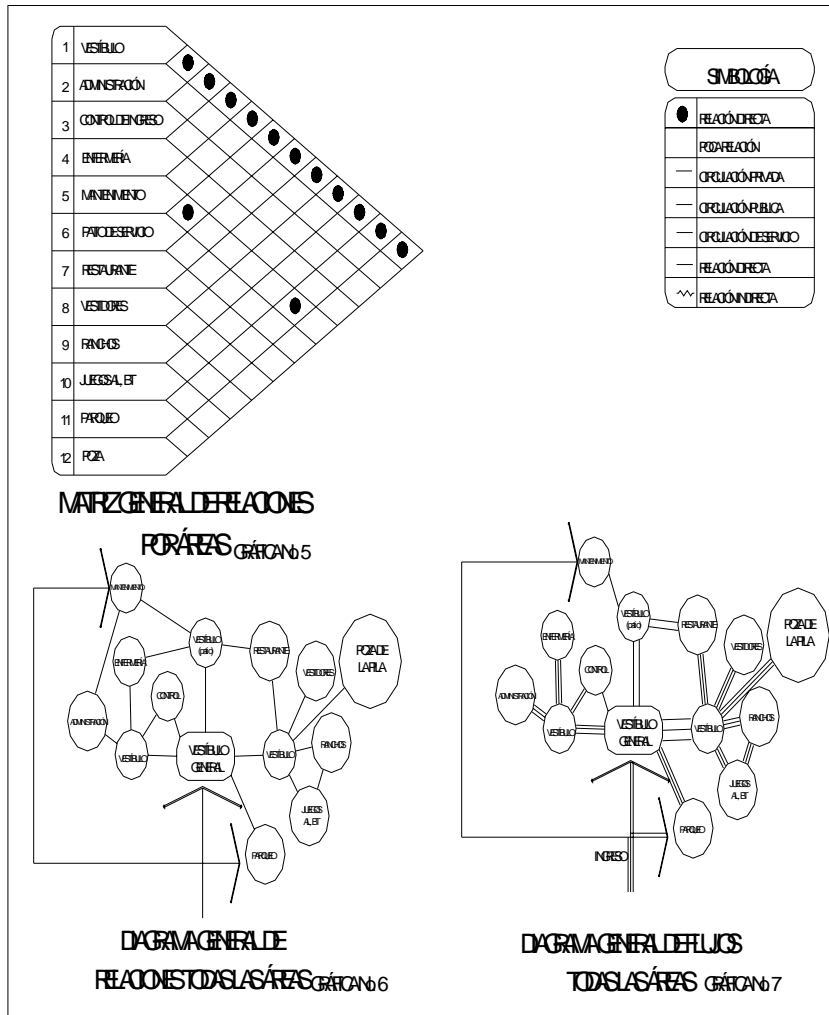 1 VESTÍBULO
2 ADMINISTRACIÓN
3 CONTROL DE INGRESO
4 ENFERMERÍA
5 MANTENIMIENTO
6 PATIO DE SERVICIO
7 RESTAURANTE
8 VESTIDORES
9 RANCHOS
10 JUEGOS AL, BT
11 PARQUEO
12 POZA
SIMBOLOGÍA
RELACIÓN DIRECTA
POCA RELACIÓN
CIRCULACIÓN PRIVADA
CIRCULACIÓN PUBLICA
CIRCULACIÓN DE SERVICIO
RELACIÓN DIRECTA
RELACIÓN INDIRECTA
MATRIZ GENERAL DE RELACIONES
POR ÁREAS GRÁFICA No. 5
MANTENIMIENTO
VESTÍBULO
(patio)
ENFERMERÍA
RESTAURANTE
POZA DE
LA PILA
VESTIDORES
CONTROL
ADMINISTRACIÓN
VESTÍBULO
VESTÍBULO
GENERAL
VESTÍBULO
RANCHOS
JUEGOS
AL, BT
PARQUEO
DIAGRAMA GENERAL DE
RELACIONES TODAS LAS ÁREAS GRÁFICA No. 6
MANTENIMIENTO
VESTÍBULO
(patio)
RESTAURANTE
POZA DE
LA PILA
ENFERMERÍA
VESTIDORES
CONTROL
ADMINISTRACIÓN
VESTÍBULO
VESTÍBULO
GENERAL
VESTÍBULO
RANCHOS
JUEGOS
AL, BT
PARQUEO
INGRESO
DIAGRAMA GENERAL DE FLUJOS
TODAS LAS ÁREAS GRÁFICA No. 7